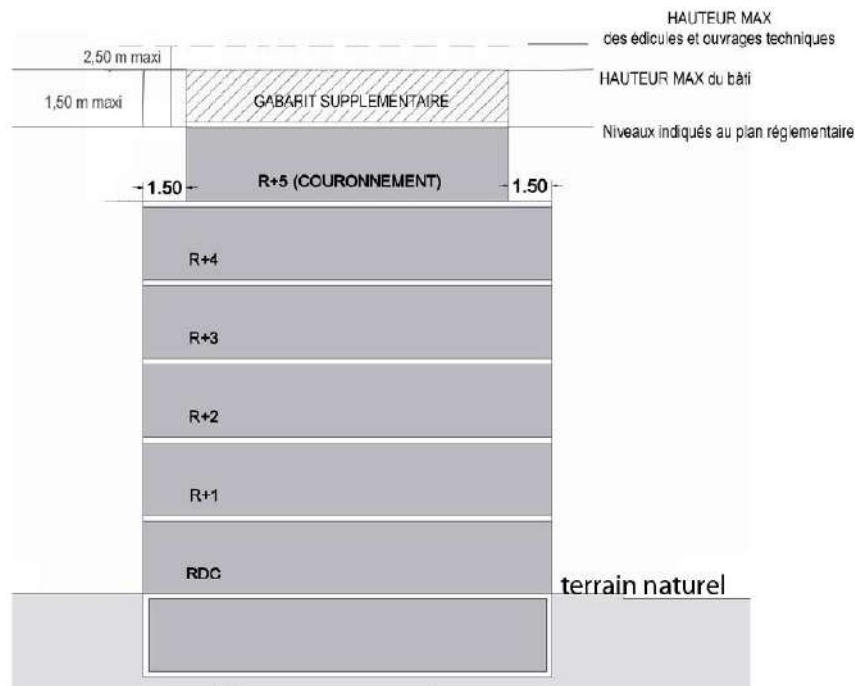 HAUTEUR MAX
des édicules et ouvrages techniques
2,50 m maxi
HAUTEUR MAX du bâti
1,50 m maxi
GABARIT SUPPLEMENTAIRE
Niveaux indiqués au plan réglementaire
1.50
R+5 (COURONNEMENT)
1.50
R+4
R+3
R+2
R+1
RDC
terrain naturel